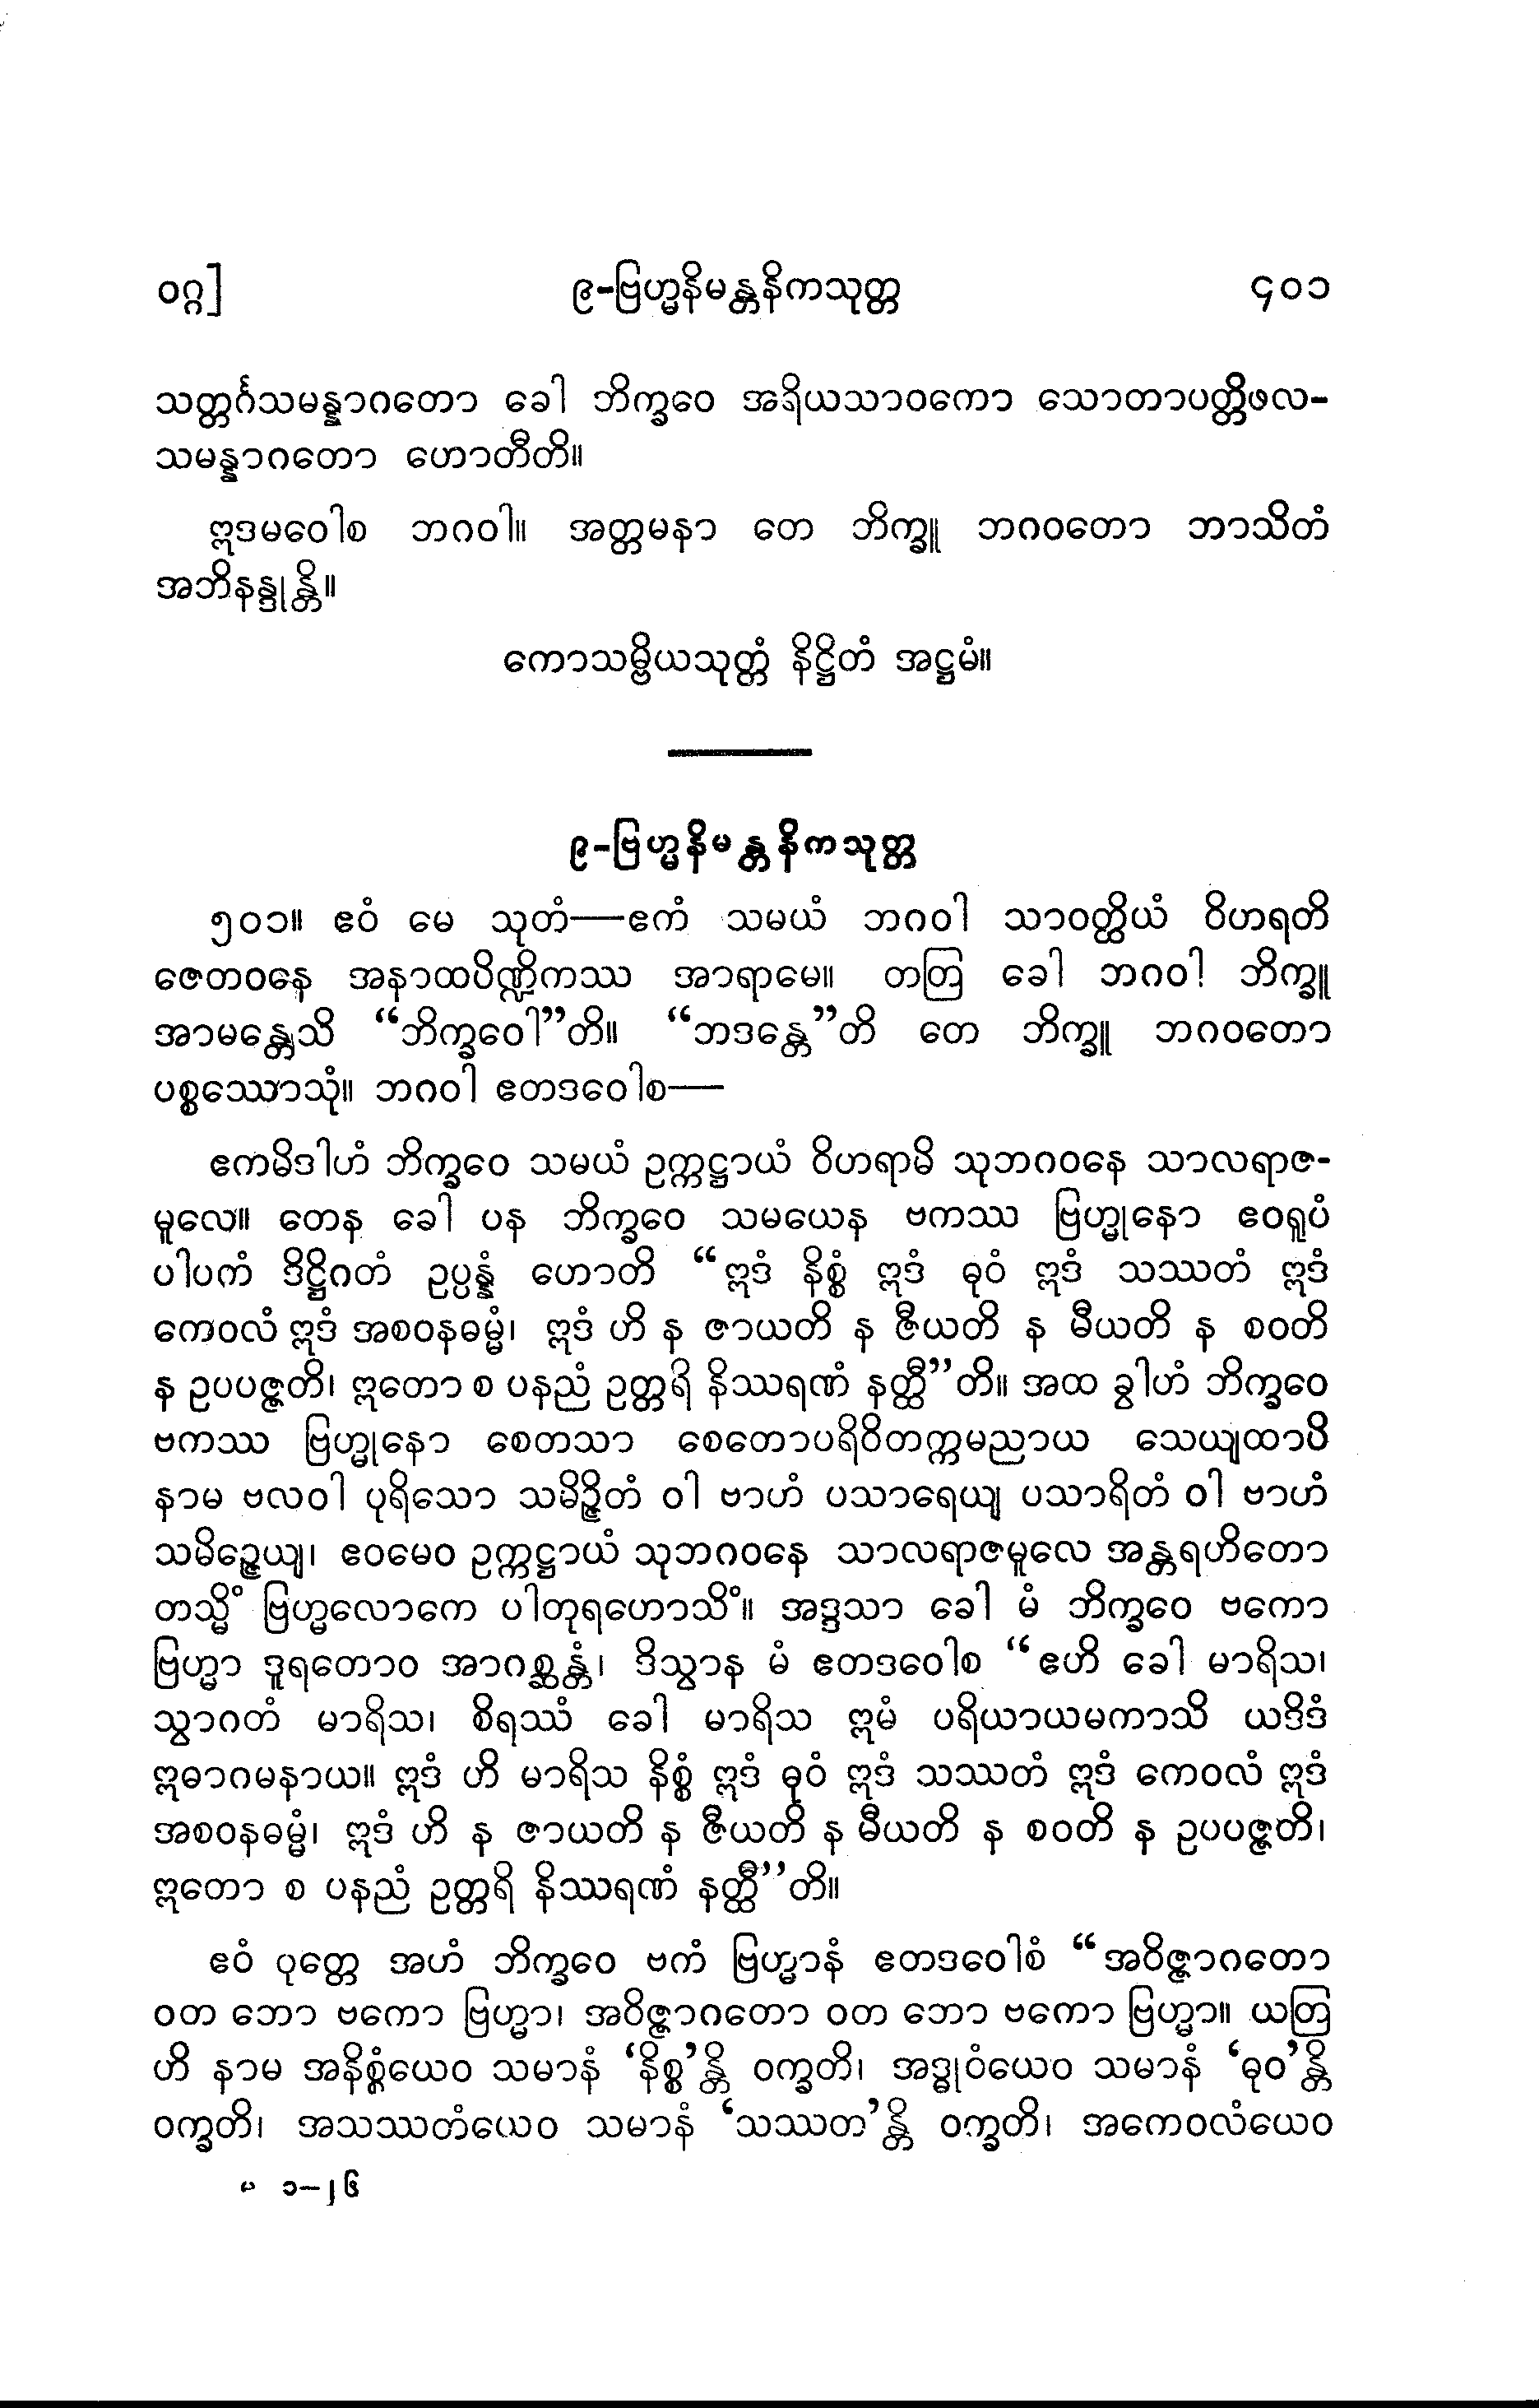 ဝဂ္ဂ] ၉-ဗြဟ္မနိမန္တနိကသုတ္တ ၄၀၁
သတ္တင်္ဂသမန္နာဂတော ခေါ ဘိက္ခဝေ အရိယသာဝကော သောတာပတ္တိဖလ-
သမန္နာဂတော ဟောတီတိ။
ဣဒမဝေါစ ဘဂဝါ။ အတ္တမနာ တေ ဘိက္ခူ ဘဂဝတော ဘာသိတံ
အဘိနန္ဒုန္တိ။
ကောသမ္ဗိယသုတ္တံ နိဋ္ဌိတံ အဋ္ဌမံ။
၉-ဗြဟ္မနိမန္တနိကသုတ္တ
၅၀၁။ ဧဝံ မေ သုတံ—ဧကံ သမယံ ဘဂဝါ သာဝတ္ထိယံ ဝိဟရတိ
ဇေတဝနေ အနာထပိဏ္ဍိကဿ အာရာမေ။ တတြ ခေါ ဘဂဝါ ဘိက္ခူ
အာမန္တေသိ “ဘိက္ခဝေါ”တိ။ “ဘဒန္တေ”တိ တေ ဘိက္ခူ ဘဂဝတော
ပစ္စဿောသုံ။ ဘဂဝါ ဧတဒဝေါစ—
ဧကမိဒါဟံ ဘိက္ခဝေ သမယံ ဥက္ကဋ္ဌာယံ ဝိဟရာမိ သုဘဂဝနေ သာလရာဇ-
မူလေ။ တေန ခေါ ပန ဘိက္ခဝေ သမယေန ဗကဿ ဗြဟ္မုနော ဧဝရူပံ
ပါပကံ ဒိဋ္ဌိဂတံ ဥပ္ပန္နံ ဟောတိ “ဣဒံ နိစ္စံ ဣဒံ ဓုဝံ ဣဒံ သဿတံ ဣဒံ
ကေဝလံ ဣဒံ အစဝနဓမ္မံ၊ ဣဒံ ဟိ န ဇာယတိ န ဇီယတိ န မီယတိ န စဝတိ
န ဥပပဇ္ဇတိ၊ ဣတော စ ပနညံ ဥတ္တရိ နိဿရဏံ နတ္ထီ”တိ။ အထ ခွါဟံ ဘိက္ခဝေ
ဗကဿ ဗြဟ္မုနော စေတသာ စေတောပရိဝိတက္ကမညာယ သေယျထာပိ
နာမ ဗလဝါ ပုရိသော သမိဉ္ဇိတံ ဝါ ဗာဟံ ပသာရေယျ ပသာရိတံ ဝါ ဗာဟံ
သမိဉ္ဇေယျ၊ ဧဝမေဝ ဥက္ကဋ္ဌာယံ သုဘဂဝနေ သာလရာဇမူလေ အန္တရဟိတော
တသ္မိံ ဗြဟ္မလောကေ ပါတုရဟောသိံ။ အဒ္ဒသာ ခေါ မံ ဘိက္ခဝေ ဗကော
ဗြဟ္မာ ဒူရတောဝ အာဂစ္ဆန္တံ၊ ဒိသွာန မံ ဧတဒဝေါစ “ဧဟိ ခေါ မာရိသ၊
သွာဂတံ မာရိသ၊ စိရဿံ ခေါ မာရိသ ဣမံ ပရိယာယမကာသိ ယဒိဒံ
ဣဓာဂမနာယ။ ဣဒံ ဟိ မာရိသ နိစ္စံ ဣဒံ ဓုဝံ ဣဒံ သဿတံ ဣဒံ ကေဝလံ ဣဒံ
အစဝနဓမ္မံ၊ ဣဒံ ဟိ န ဇာယတိ န ဇီယတိ န မီယတိ န စဝတိ န ဥပပဇ္ဇတိ၊
ဣတော စ ပနညံ ဥတ္တရိ နိဿရဏံ နတ္ထီ”တိ။
ဧဝံ ဝုတ္တေ အဟံ ဘိက္ခဝေ ဗကံ ဗြဟ္မာနံ ဧတဒဝေါစံ “အဝိဇ္ဇာဂတော
ဝတ ဘော ဗကော ဗြဟ္မာ၊ အဝိဇ္ဇာဂတော ဝတ ဘော ဗကော ဗြဟ္မာ။ ယတြ
ဟိ နာမ အနိစ္စံယေဝ သမာနံ ‘နိစ္စ’န္တိ ဝက္ခတိ၊ အဒ္ဓုဝံယေဝ သမာနံ ‘ဓုဝ’န္တိ
ဝက္ခတိ၊ အသဿတံယေဝ သမာနံ ‘သဿတ’န္တိ ဝက္ခတိ၊ အကေဝလံယေဝ
မ ၁—၂၆